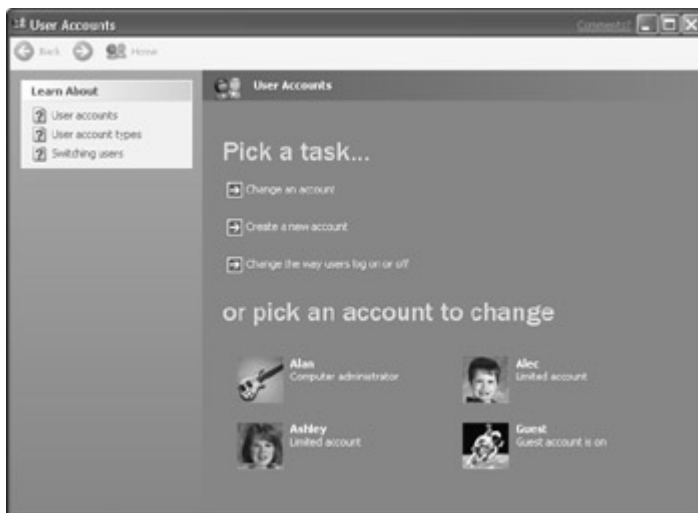 User Accounts
Comments?
Back
Home
Learn About
User accounts
User account types
Switching users
User Accounts
Pick a task...
Change an account
Create a new account
Change the way users log on or off
or pick an account to change
Alan
Computer administrator
Alec
Limited account
Ashley
Limited account
Guest
Guest account is on